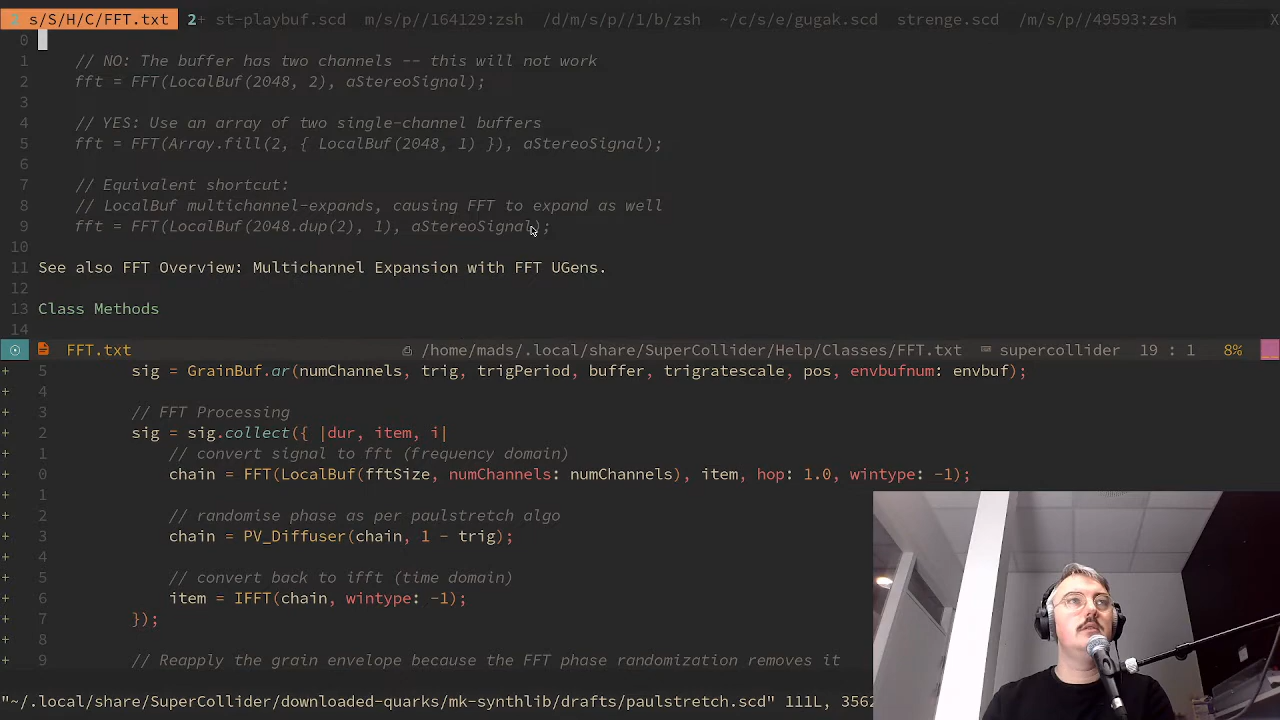 2 s/S/H/C/FFT.txt 2+ st-playbuf.scd m/s/p//164129:zsh /d/m/s/p//1/b/zsh ~/c/s/e/gugak.scd strenge.scd /m/s/p//49593:zsh X
0
1 // NO: The buffer has two channels -- this will not work
2 fft = FFT(LocalBuf(2048, 2), aStereoSignal);
3
4 // YES: Use an array of two single-channel buffers
5 fft = FFT(Array.fill(2, { LocalBuf(2048, 1) }), aStereoSignal);
6
7 // Equivalent shortcut:
8 // LocalBuf multichannel-expands, causing FFT to expand as well
9 fft = FFT(LocalBuf(2048.dup(2), 1), aStereoSignal);
10
11 See also FFT Overview: Multichannel Expansion with FFT UGens.
12
13 Class Methods
14
FFT.txt /home/mads/.local/share/SuperCollider/Help/Classes/FFT.txt supercollider 19 : 1 8%
+ 5 sig = GrainBuf.ar(numChannels, trig, trigPeriod, buffer, trigratescale, pos, envbufnum: envbuf);
+ 4
+ 3 // FFT Processing
+ 2 sig = sig.collect({ |dur, item, i|
+ 1 // convert signal to fft (frequency domain)
+ 0 chain = FFT(LocalBuf(fftSize, numChannels: numChannels), item, hop: 1.0, wintype: -1);
+ 1
+ 2 // randomise phase as per paulstretch algo
+ 3 chain = PV_Diffuser(chain, 1 - trig);
+ 4
+ 5 // convert back to ifft (time domain)
+ 6 item = IFFT(chain, wintype: -1);
+ 7 });
+ 8
+ 9 // Reapply the grain envelope because the FFT phase randomization removes it
"~/.local/share/SuperCollider/downloaded-quarks/mk-synthlib/drafts/paulstretch.scd" 111L, 3562